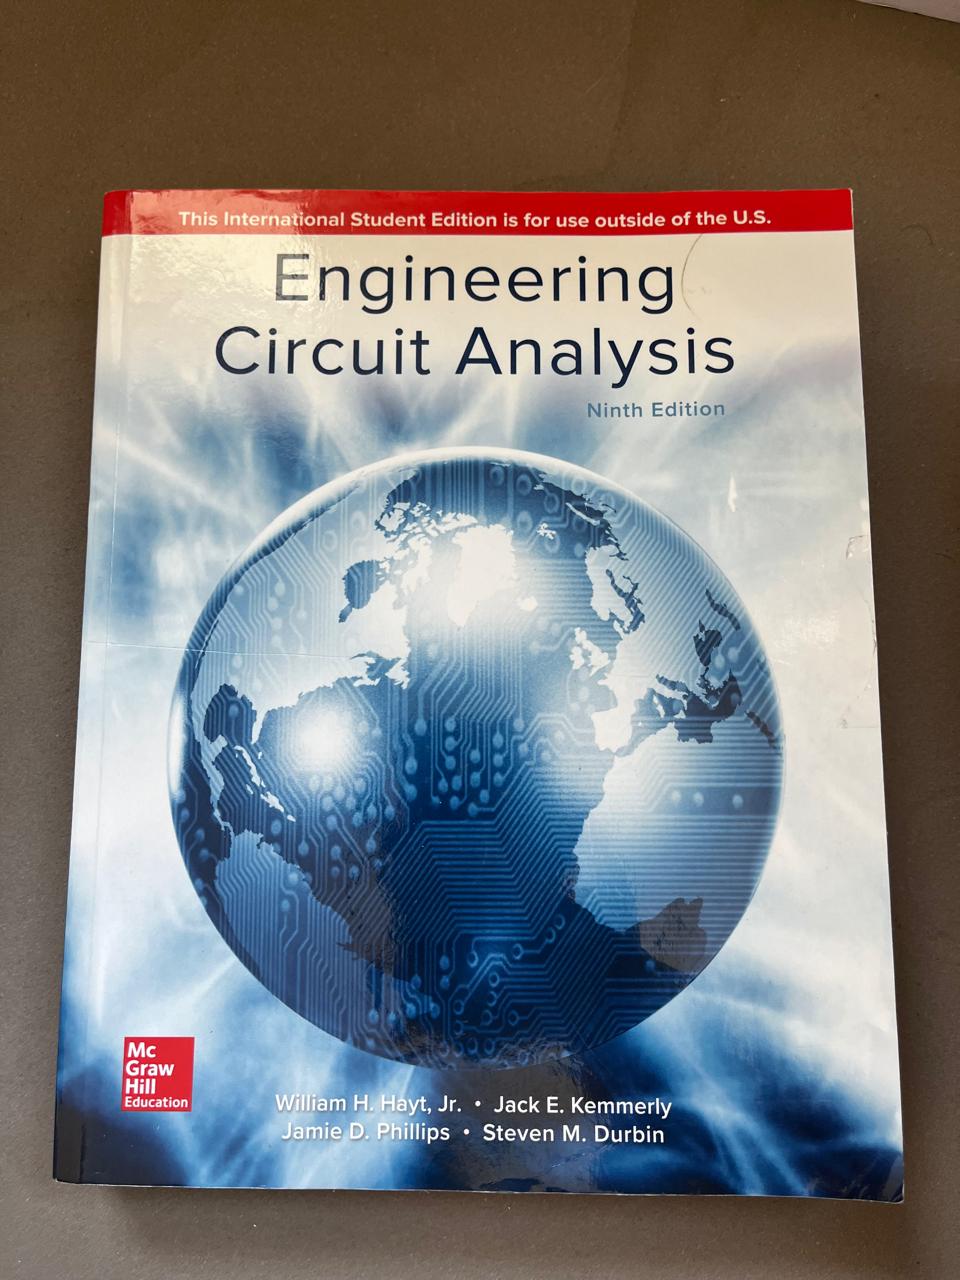 This International Student Edition is for use outside of the U.S.
Engineering
Circuit Analysis
Ninth Edition
Mc
Graw
Hill
Education
William H. Hayt, Jr. • Jack E. Kemmerly
Jamie D. Phillips • Steven M. Durbin